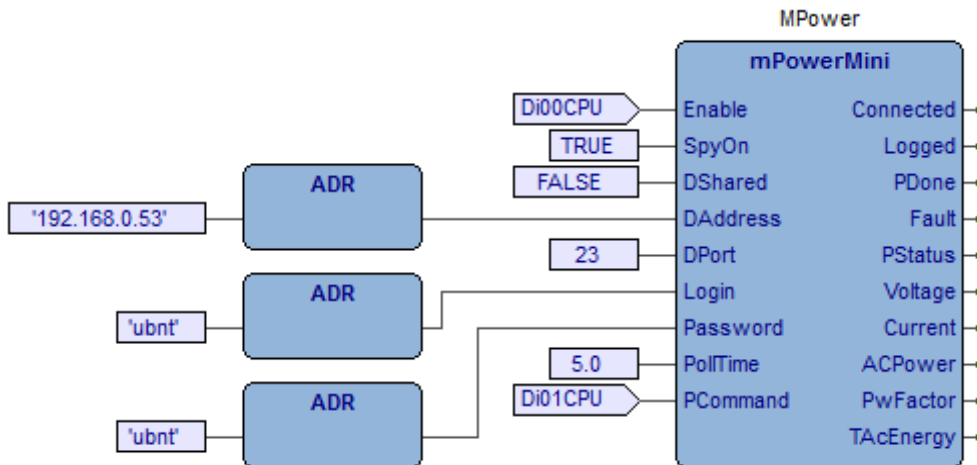 MPower
mPowerMini
Di00CPU Enable Connected
TRUE SpyOn Logged
ADR FALSE DShared PDone
'192.168.0.53' DAddress Fault
23 DPort PStatus
ADR Login Voltage
'ubnt' Password Current
5.0 PollTime ACPower
ADR Di01CPU PCommand PwFactor
'ubnt' TAcEnergy